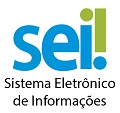 sei!
Sistema Eletrônico
de Informações